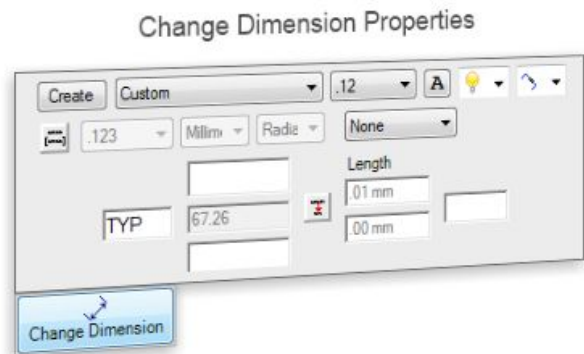 Change Dimension Properties
Create Custom .12 A
.123 Millim Radia None
Length
.01 mm
TYP 67.26
.00 mm
Change Dimension